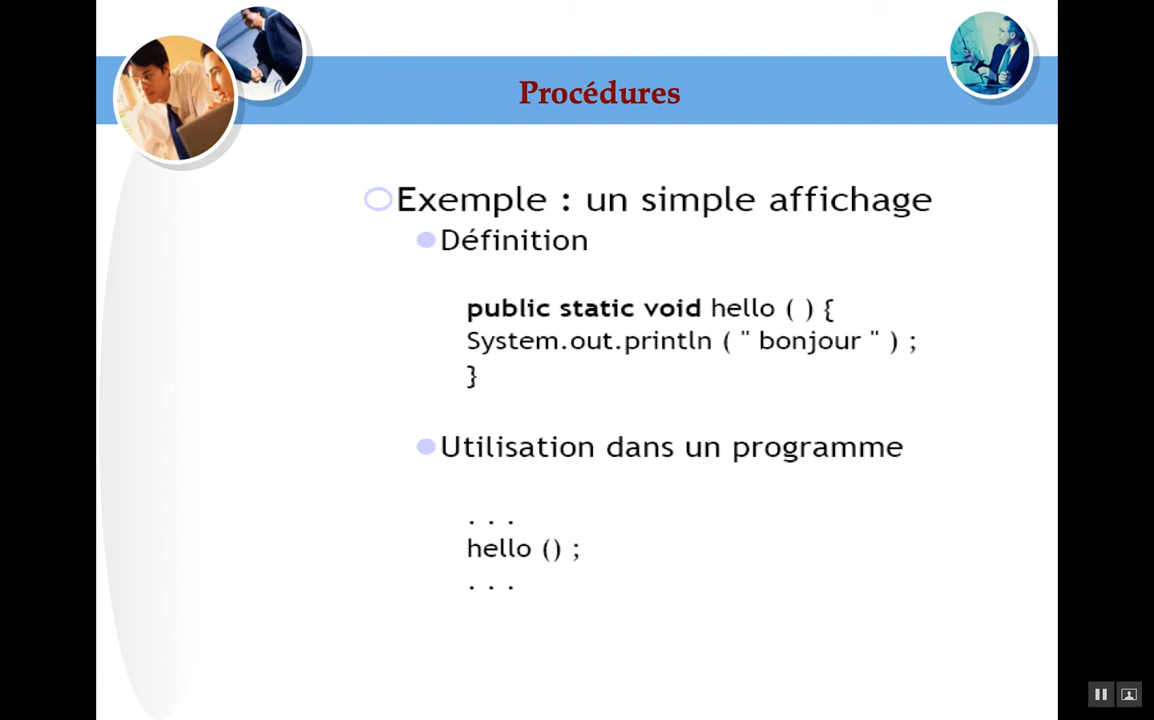 Procédures
Exemple : un simple affichage
Définition
public static void hello ( ) {
System.out.println ( " bonjour " ) ;
}
Utilisation dans un programme
. . .
hello () ;
. . .